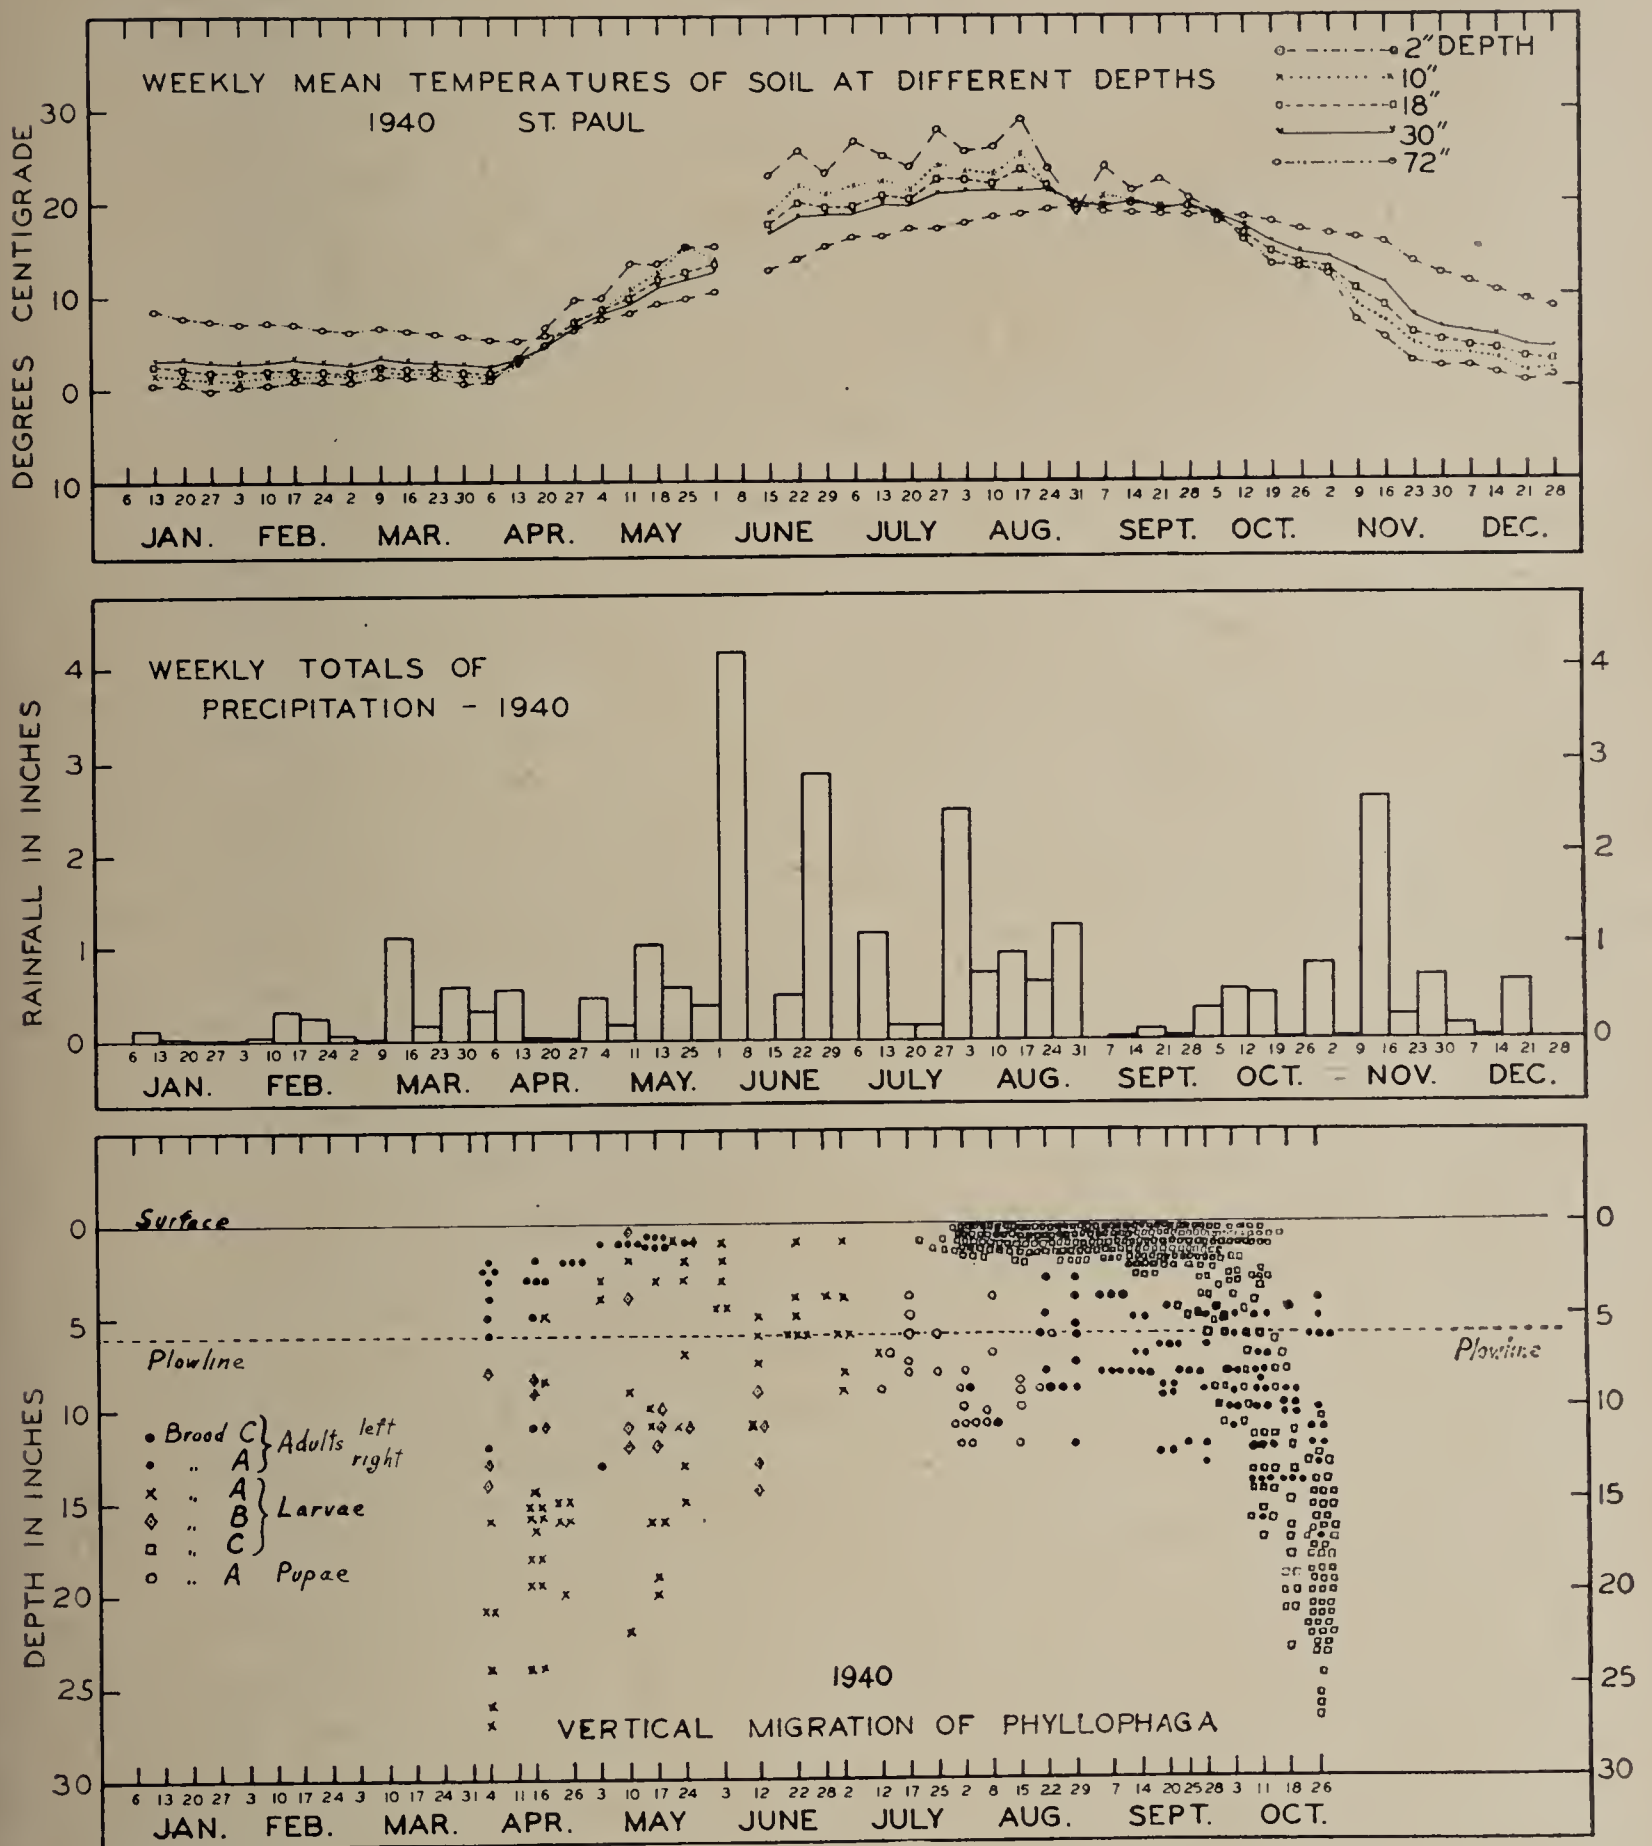 WEEKLY MEAN TEMPERATURES OF SOIL AT DIFFERENT DEPTHS
1940 ST. PAUL
2" DEPTH
10"
18"
30"
72"
DEGREES CENTIGRADE
30
20
10
0
10
6 13 20 27 3 10 17 24 2 9 16 23 30 6 13 20 27 4 11 18 25 1 8 15 22 29 6 13 20 27 3 10 17 24 31 7 14 21 28 5 12 19 26 2 9 16 23 30 7 14 21 28
JAN. FEB. MAR. APR. MAY JUNE JULY AUG. SEPT. OCT. NOV. DEC.
WEEKLY TOTALS OF
PRECIPITATION - 1940
RAINFALL IN INCHES
4 4
3 3
2 2
1 1
0 0
6 13 20 27 3 10 17 24 2 9 16 23 30 6 13 20 27 4 11 13 25 1 8 15 22 29 6 13 20 27 3 10 17 24 31 7 14 21 28 5 12 19 26 2 9 16 23 30 7 14 21 28
JAN. FEB. MAR. APR. MAY. JUNE JULY AUG. SEPT. OCT. NOV. DEC.
DEPTH IN INCHES
0 Surface 0
5 5
Plowline Plowline
10 10
Brood C } Adults left
" A } right
" A
" B } Larvae
" C
" A Pupae
15 15
20 20
25 25
30 30
1940
VERTICAL MIGRATION OF PHYLLOPHAGA
6 13 20 27 3 10 17 24 3 10 17 24 31 4 11 16 26 3 10 17 24 3 12 22 28 2 12 17 25 2 8 15 22 29 7 14 20 25 28 3 11 18 26
JAN. FEB. MAR. APR. MAY JUNE JULY AUG. SEPT. OCT.